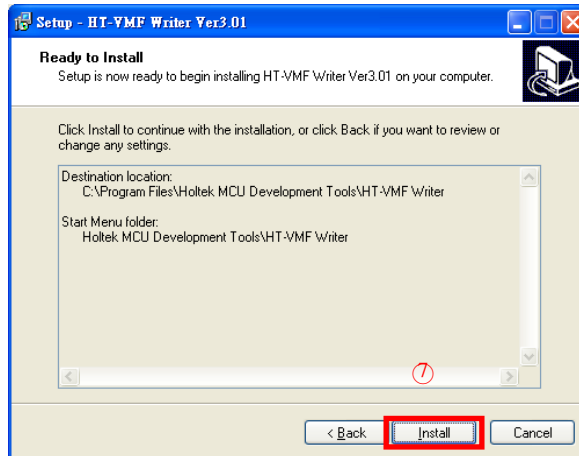 Setup - HT-VMF Writer Ver3.01
Ready to Install
Setup is now ready to begin installing HT-VMF Writer Ver3.01 on your computer.
Click Install to continue with the installation, or click Back if you want to review or
change any settings.
Destination location:
C:\Program Files\Holtek MCU Development Tools\HT-VMF Writer
Start Menu folder:
Holtek MCU Development Tools\HT-VMF Writer
⑦
< Back
Install
Cancel